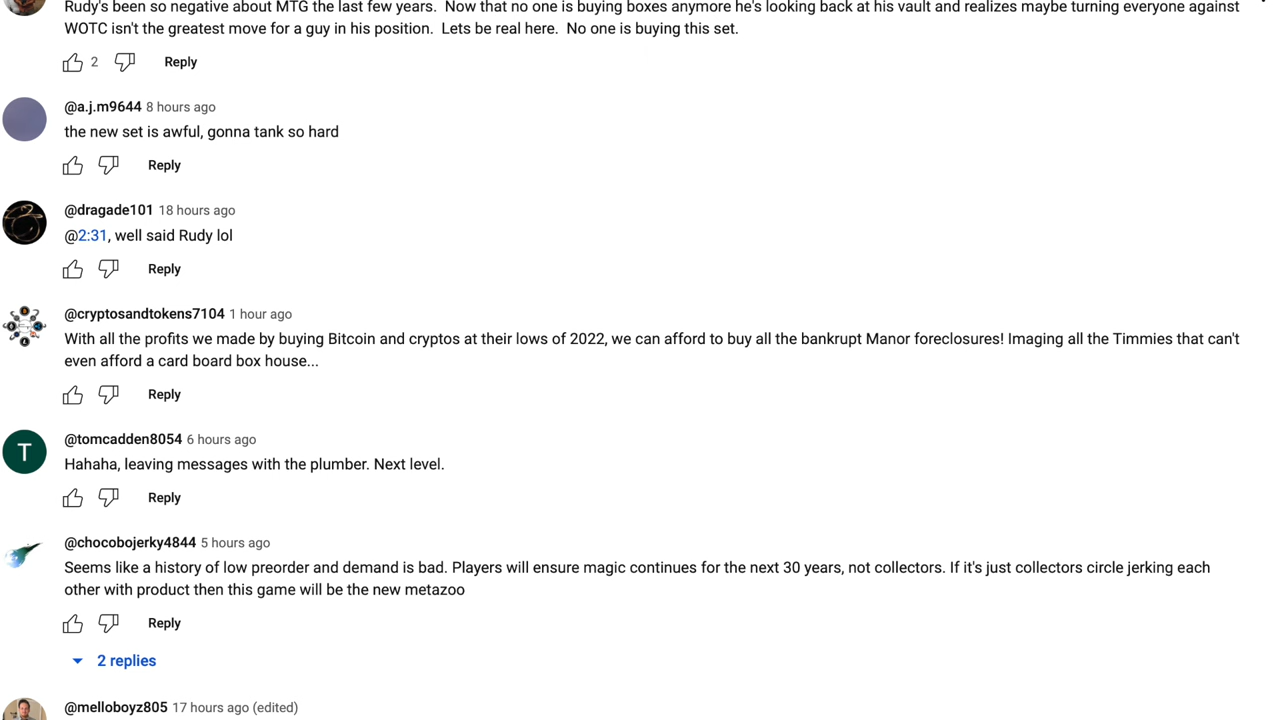 Rudy's been so negative about MTG the last few years.  Now that no one is buying boxes anymore he's looking back at his vault and realizes maybe turning everyone against
WOTC isn't the greatest move for a guy in his position.  Lets be real here.  No one is buying this set.
2 Reply
@a.j.m9644 8 hours ago
the new set is awful, gonna tank so hard
Reply
@dragade101 18 hours ago
@2:31, well said Rudy lol
Reply
@cryptosandtokens7104 1 hour ago
With all the profits we made by buying Bitcoin and cryptos at their lows of 2022, we can afford to buy all the bankrupt Manor foreclosures! Imaging all the Timmies that can't
even afford a card board box house...
Reply
T
@tomcadden8054 6 hours ago
Hahaha, leaving messages with the plumber. Next level.
Reply
@chocobojerky4844 5 hours ago
Seems like a history of low preorder and demand is bad. Players will ensure magic continues for the next 30 years, not collectors. If it's just collectors circle jerking each
other with product then this game will be the new metazoo
Reply
2 replies
@melloboyz805 17 hours ago (edited)